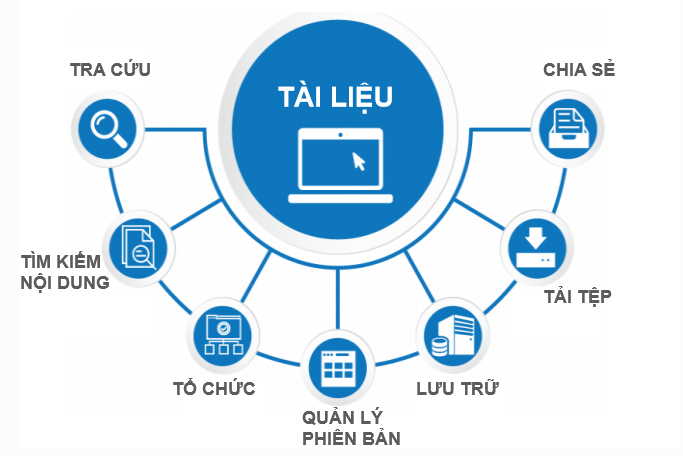 TRA CỨU
CHIA SẺ
TÀI LIỆU
TÌM KIẾM
NỘI DUNG
TẢI TỆP
TỔ CHỨC
LƯU TRỮ
QUẢN LÝ
PHIÊN BẢN